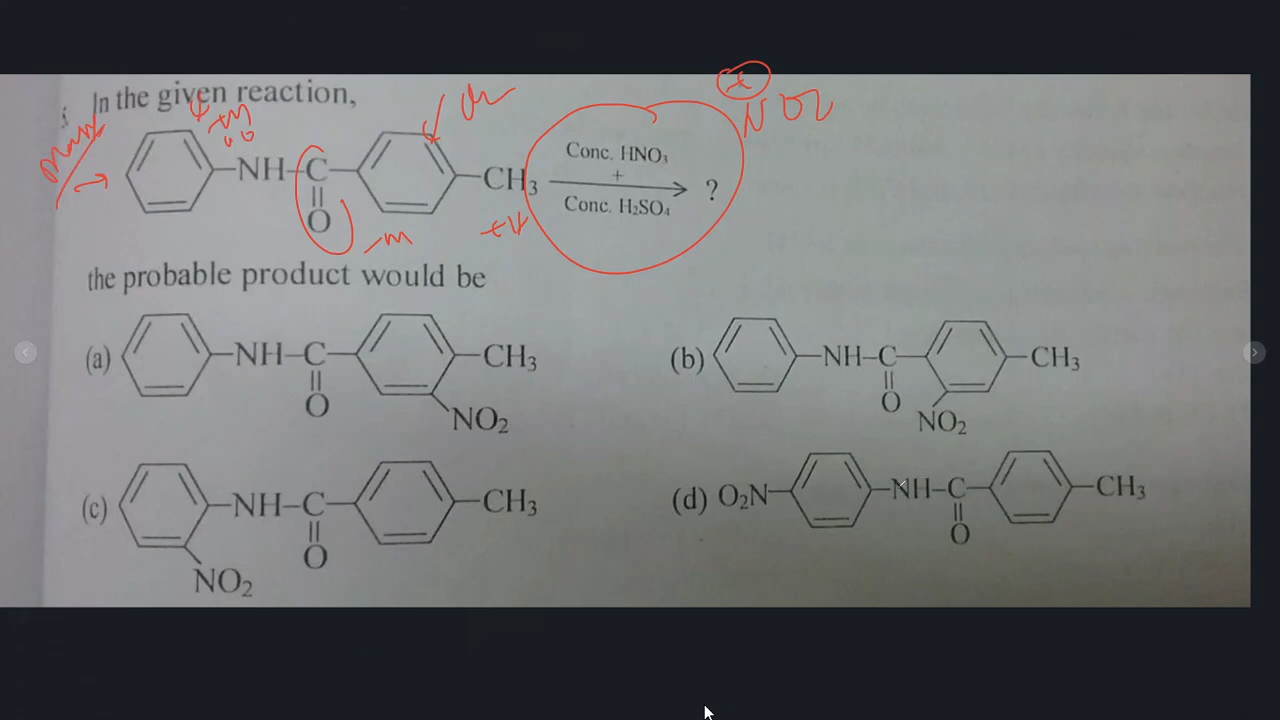 In the given reaction,
NH–C
O
CH3
Conc. HNO3
+
Conc. H2SO4
?
+
NO2
-m
the probable product would be
(a) NH–C CH3
O
NO2
(b) NH–C CH3
O
NO2
(c) NH–C CH3
O
NO2
(d) O2N NH–C CH3
O